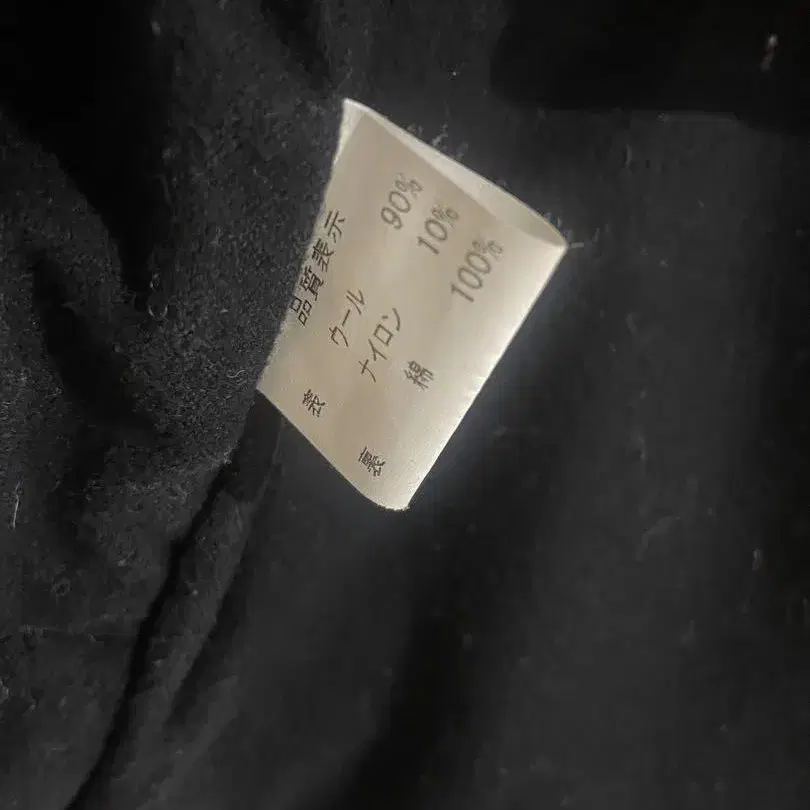 品質表示
表 ウール 90%
ナイロン 10%
裏 綿 100%